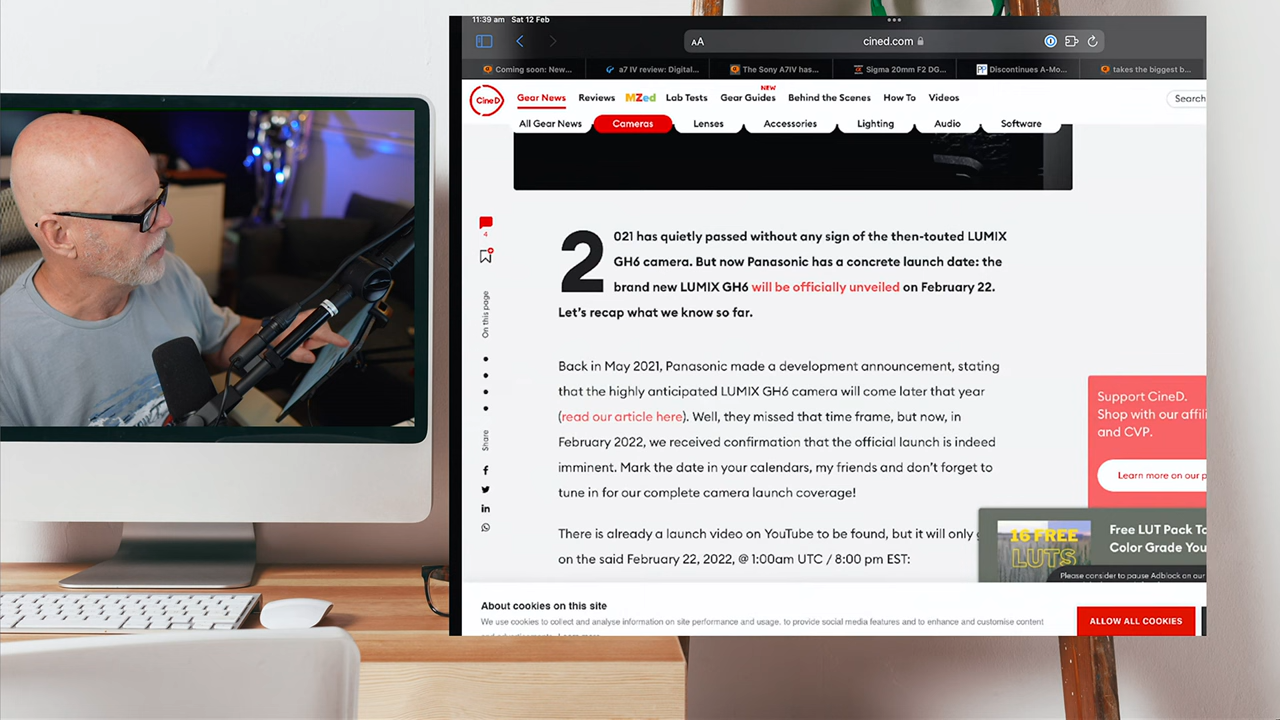 11:39 am Sat 12 Feb
AA
cined.com
Coming soon: New...
a7 IV review: Digital...
The Sony A7IV has...
Sigma 20mm F2 DG...
Discontinues A-Mo...
takes the biggest b...
CineD
Gear News
Reviews
MZed
Lab Tests
Gear Guides
NEW
Behind the Scenes
How To
Videos
Search
All Gear News
Cameras
Lenses
Accessories
Lighting
Audio
Software
4
On this page
Share
2021 has quietly passed without any sign of the then-touted LUMIX
GH6 camera. But now Panasonic has a concrete launch date: the
brand new LUMIX GH6 will be officially unveiled on February 22.
Let's recap what we know so far.
Back in May 2021, Panasonic made a development announcement, stating
that the highly anticipated LUMIX GH6 camera will come later that year
(read our article here). Well, they missed that time frame, but now, in
February 2022, we received confirmation that the official launch is indeed
imminent. Mark the date in your calendars, my friends and don't forget to
tune in for our complete camera launch coverage!
There is already a launch video on YouTube to be found, but it will only
on the said February 22, 2022, @ 1:00am UTC / 8:00 pm EST:
Support CineD.
Shop with our affili
and CVP.
Learn more on our p
16 FREE
LUTS
Free LUT Pack To
Color Grade You
Please consider to pause Adblock on our
About cookies on this site
We use cookies to collect and analyse information on site performance and usage, to provide social media features and to enhance and customise content
ALLOW ALL COOKIES